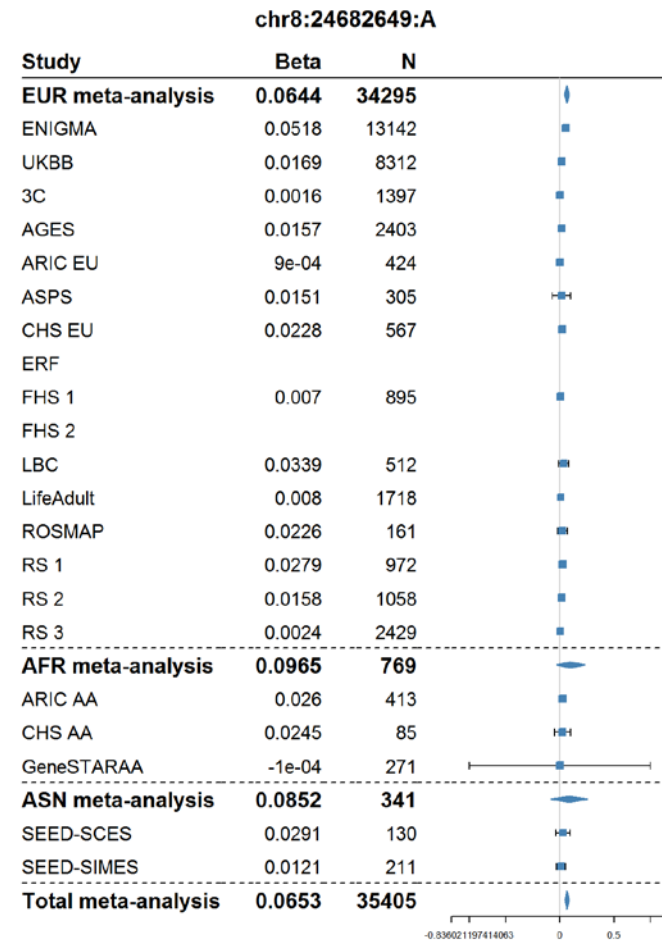 chr8:24682649:A
Study Beta N
EUR meta-analysis 0.0644 34295
ENIGMA 0.0518 13142
UKBB 0.0169 8312
3C 0.0016 1397
AGES 0.0157 2403
ARIC EU 9e-04 424
ASPS 0.0151 305
CHS EU 0.0228 567
ERF
FHS 1 0.007 895
FHS 2
LBC 0.0339 512
LifeAdult 0.008 1718
ROSMAP 0.0226 161
RS 1 0.0279 972
RS 2 0.0158 1058
RS 3 0.0024 2429
AFR meta-analysis 0.0965 769
ARIC AA 0.026 413
CHS AA 0.0245 85
GeneSTARAA -1e-04 271
ASN meta-analysis 0.0852 341
SEED-SCES 0.0291 130
SEED-SIMES 0.0121 211
Total meta-analysis 0.0653 35405
-0.836021197414063 0 0.5